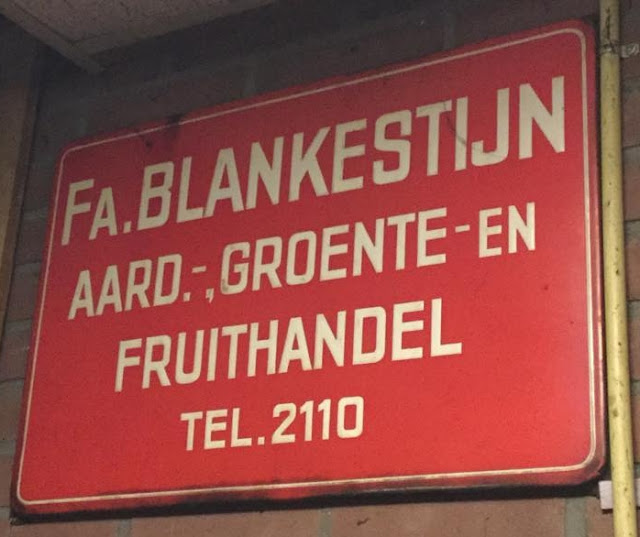 FA. BLANKESTIJN
AARD.-, GROENTE- EN
FRUITHANDEL
TEL. 2110